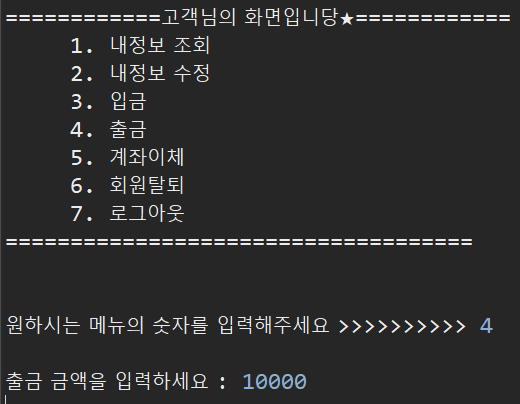 ============고객님의 화면입니당★============
1. 내정보 조회
2. 내정보 수정
3. 입금
4. 출금
5. 계좌이체
6. 회원탈퇴
7. 로그아웃
====================================
원하시는 메뉴의 숫자를 입력해주세요 >>>>>>>>>> 4
출금 금액을 입력하세요 : 10000